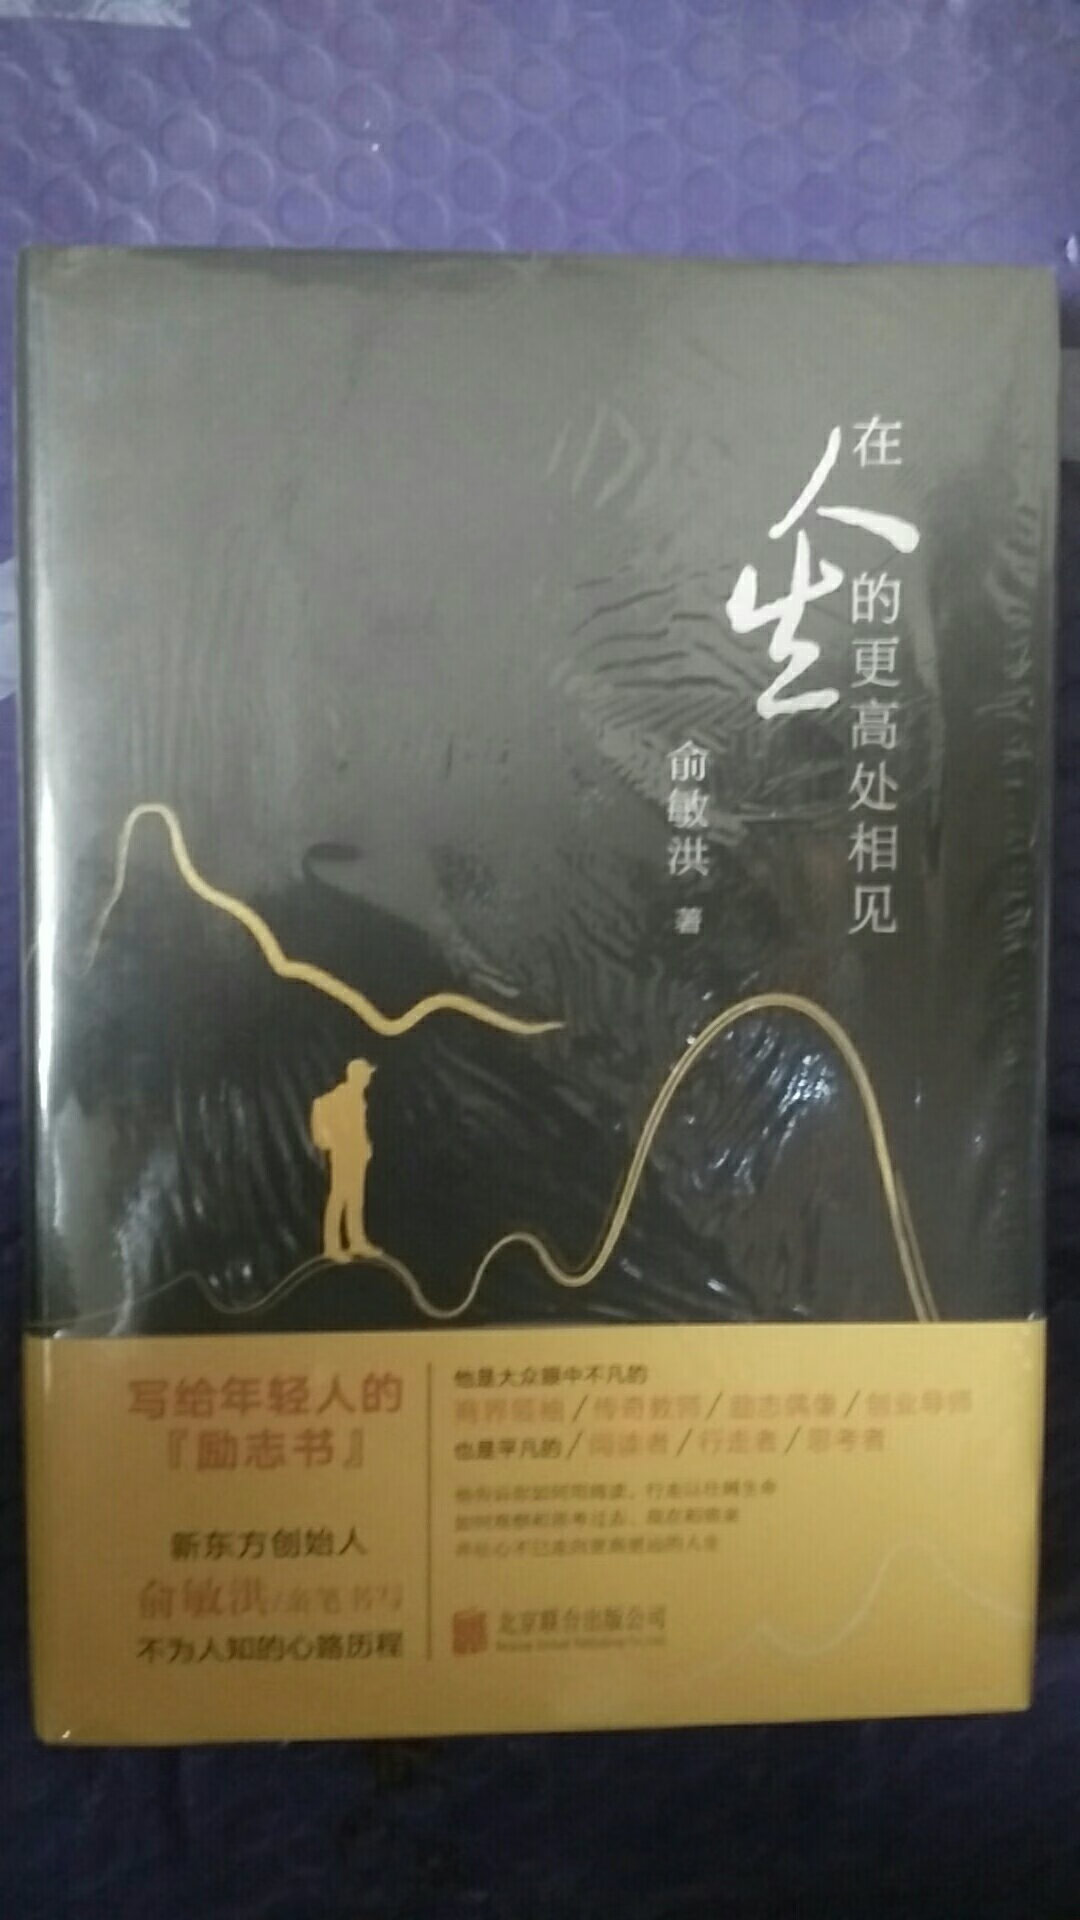 在人生的更高处相见
俞敏洪 著
写给年轻人的
『励志书』
新东方创始人
俞敏洪/亲笔书写
不为人知的心路历程
他是大众眼中不凡的
商界领袖/传奇教师/励志偶像/创业导师
也是平凡的/阅读者/行走者/思考者
北京联合出版公司